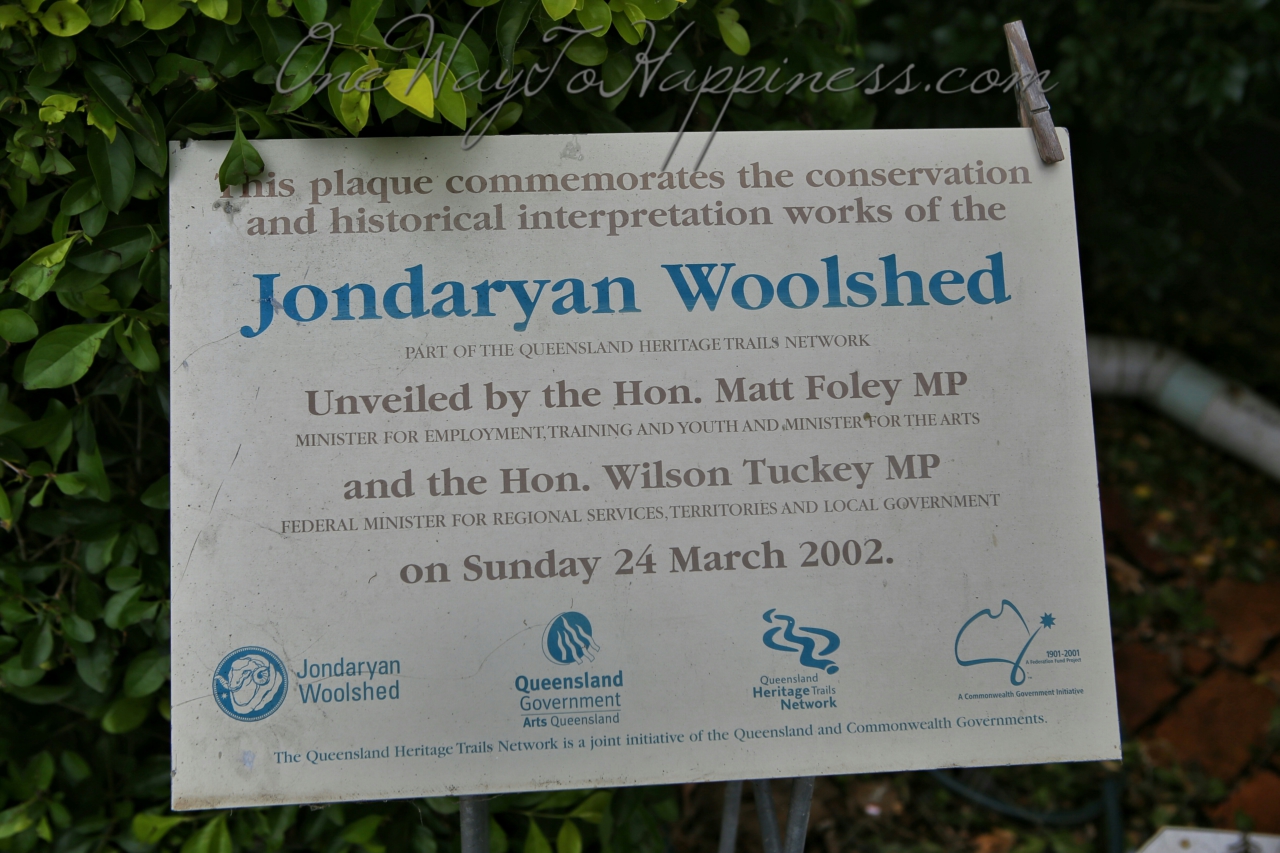 OneWayToHappiness.com
This plaque commemorates the conservation
and historical interpretation works of the
Jondaryan Woolshed
PART OF THE QUEENSLAND HERITAGE TRAILS NETWORK
Unveiled by the Hon. Matt Foley MP
MINISTER FOR EMPLOYMENT, TRAINING AND YOUTH AND MINISTER FOR THE ARTS
and the Hon. Wilson Tuckey MP
FEDERAL MINISTER FOR REGIONAL SERVICES, TERRITORIES AND LOCAL GOVERNMENT
on Sunday 24 March 2002.
Jondaryan
Woolshed
Queensland
Government
Arts Queensland
Queensland
Heritage Trails
Network
1901-2001
A Federation Fund Project
A Commonwealth Government Initiative
The Queensland Heritage Trails Network is a joint initiative of the Queensland and Commonwealth Governments.